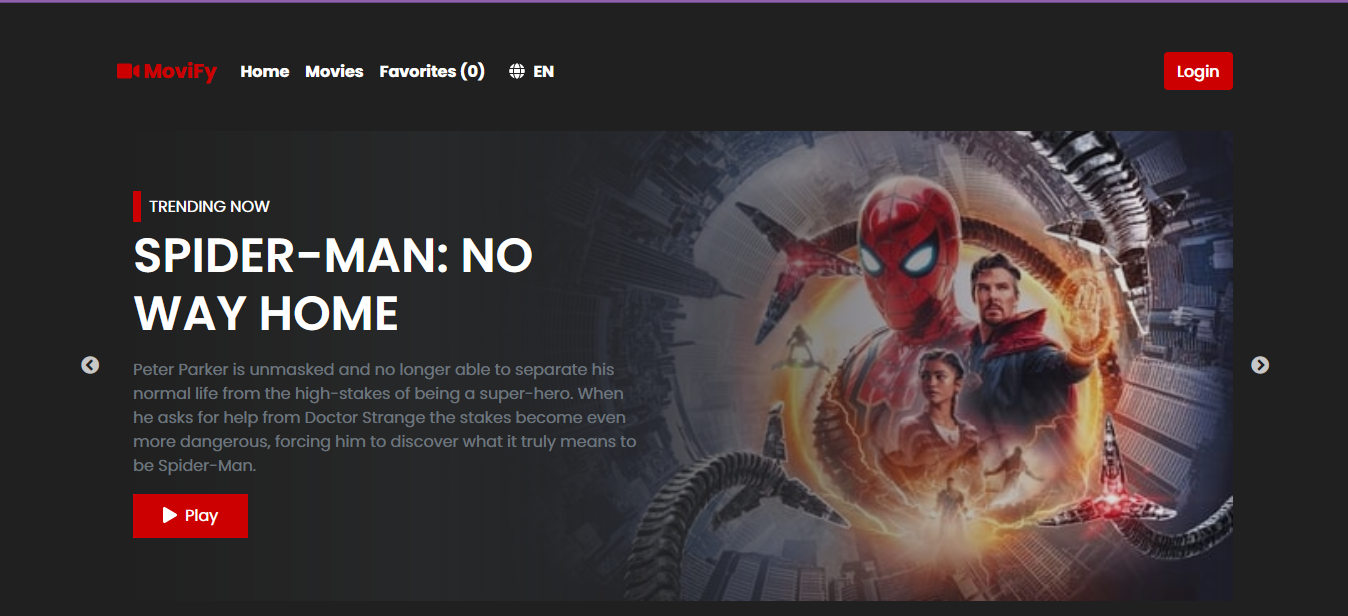 MoviFy Home Movies Favorites (0) EN Login
TRENDING NOW
SPIDER-MAN: NO
WAY HOME
Peter Parker is unmasked and no longer able to separate his
normal life from the high-stakes of being a super-hero. When
he asks for help from Doctor Strange the stakes become even
more dangerous, forcing him to discover what it truly means to
be Spider-Man.
Play